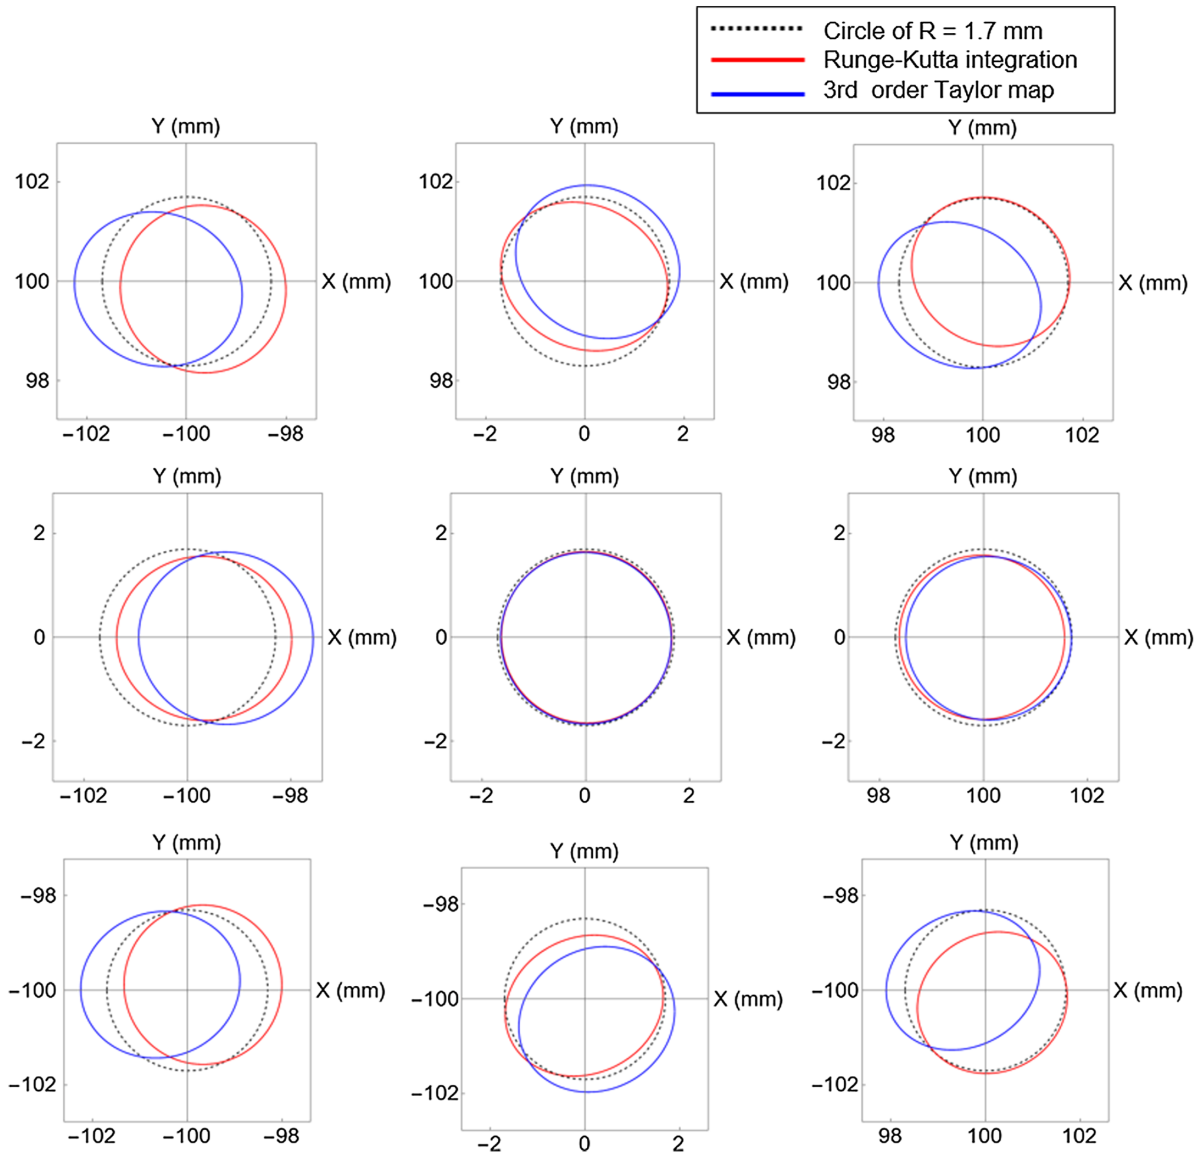 Circle of R = 1.7 mm
Runge-Kutta integration
3rd order Taylor map
Y (mm) Y (mm) Y (mm)
102 102 102
100 X (mm) 100 X (mm) 100 X (mm)
98 98 98
−102 −100 −98 −2 0 2 98 100 102
Y (mm) Y (mm) Y (mm)
2 2 2
0 X (mm) 0 X (mm) 0 X (mm)
−2 −2 −2
−102 −100 −98 −2 0 2 98 100 102
Y (mm) Y (mm) Y (mm)
−98 −98 −98
−100 X (mm) −100 X (mm) −100 X (mm)
−102 −102 −102
−102 −100 −98 −2 0 2 98 100 102